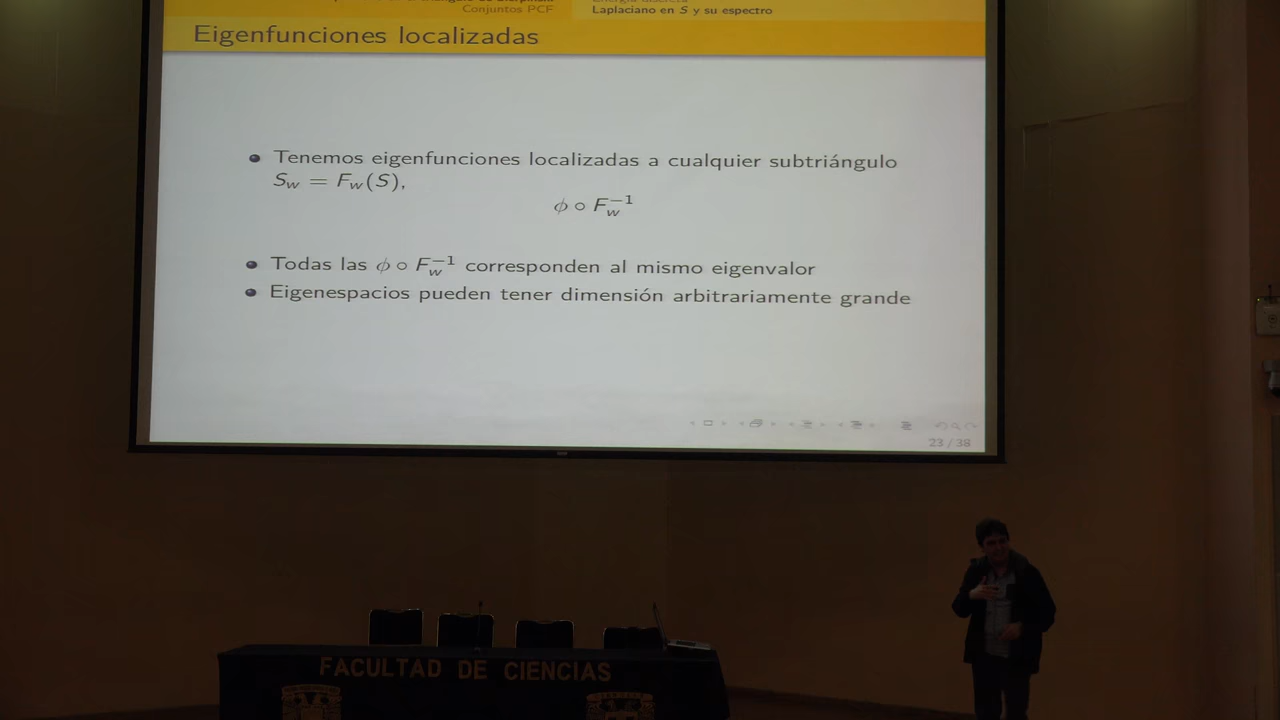 Conjuntos PCF
Laplaciano en S y su espectro
Eigenfunciones localizadas
Tenemos eigenfunciones localizadas a cualquier subtriángulo
S_w = F_w(S),
ϕ ∘ F_w^{-1}
Todas las ϕ ∘ F_w^{-1} corresponden al mismo eigenvalor
Eigenespacios pueden tener dimensión arbitrariamente grande
23 / 38
FACULTAD DE CIENCIAS